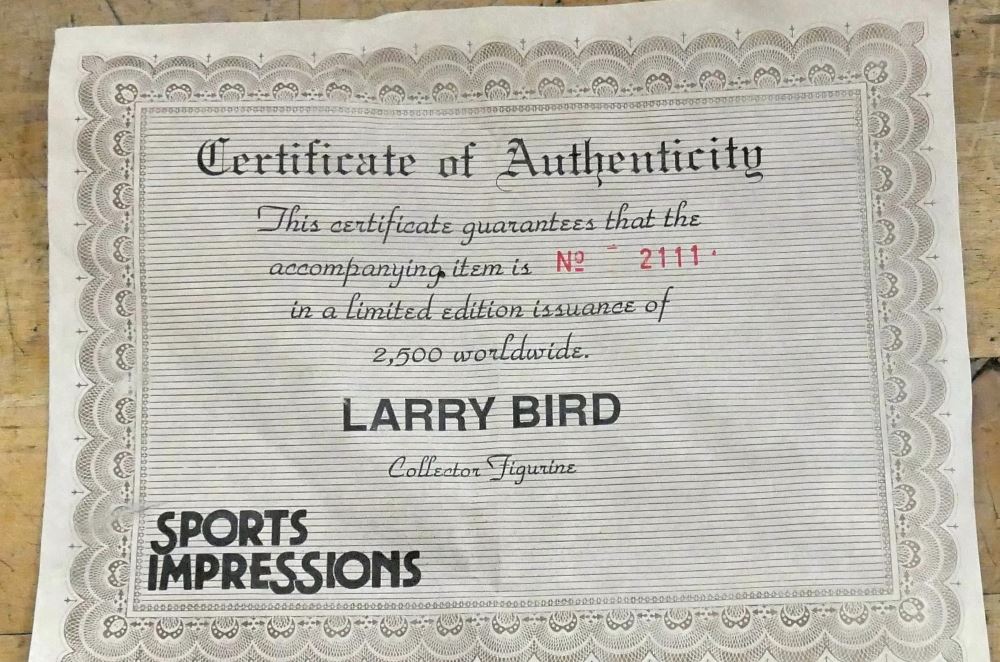 Certificate of Authenticity
This certificate guarantees that the
accompanying item is Nº 2111
in a limited edition issuance of
2,500 worldwide.
LARRY BIRD
Collector Figurine
SPORTS
IMPRESSIONS